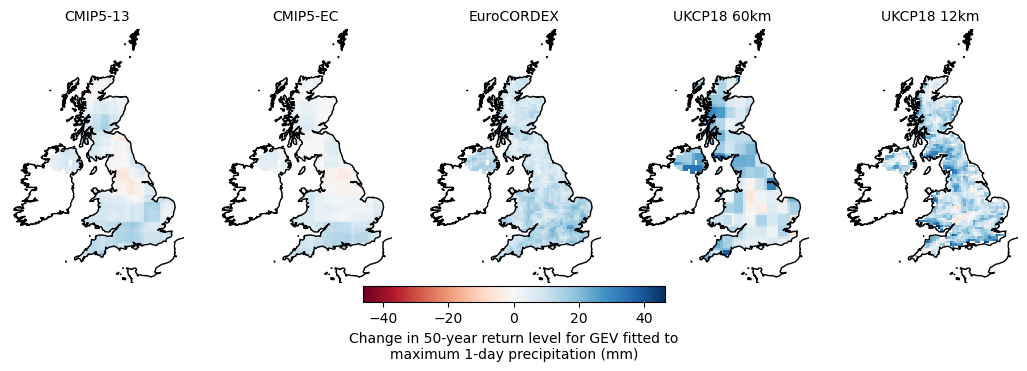 CMIP5-13
CMIP5-EC
EuroCORDEX
UKCP18 60km
UKCP18 12km
−40
−20
0
20
40
Change in 50-year return level for GEV fitted to
maximum 1-day precipitation (mm)